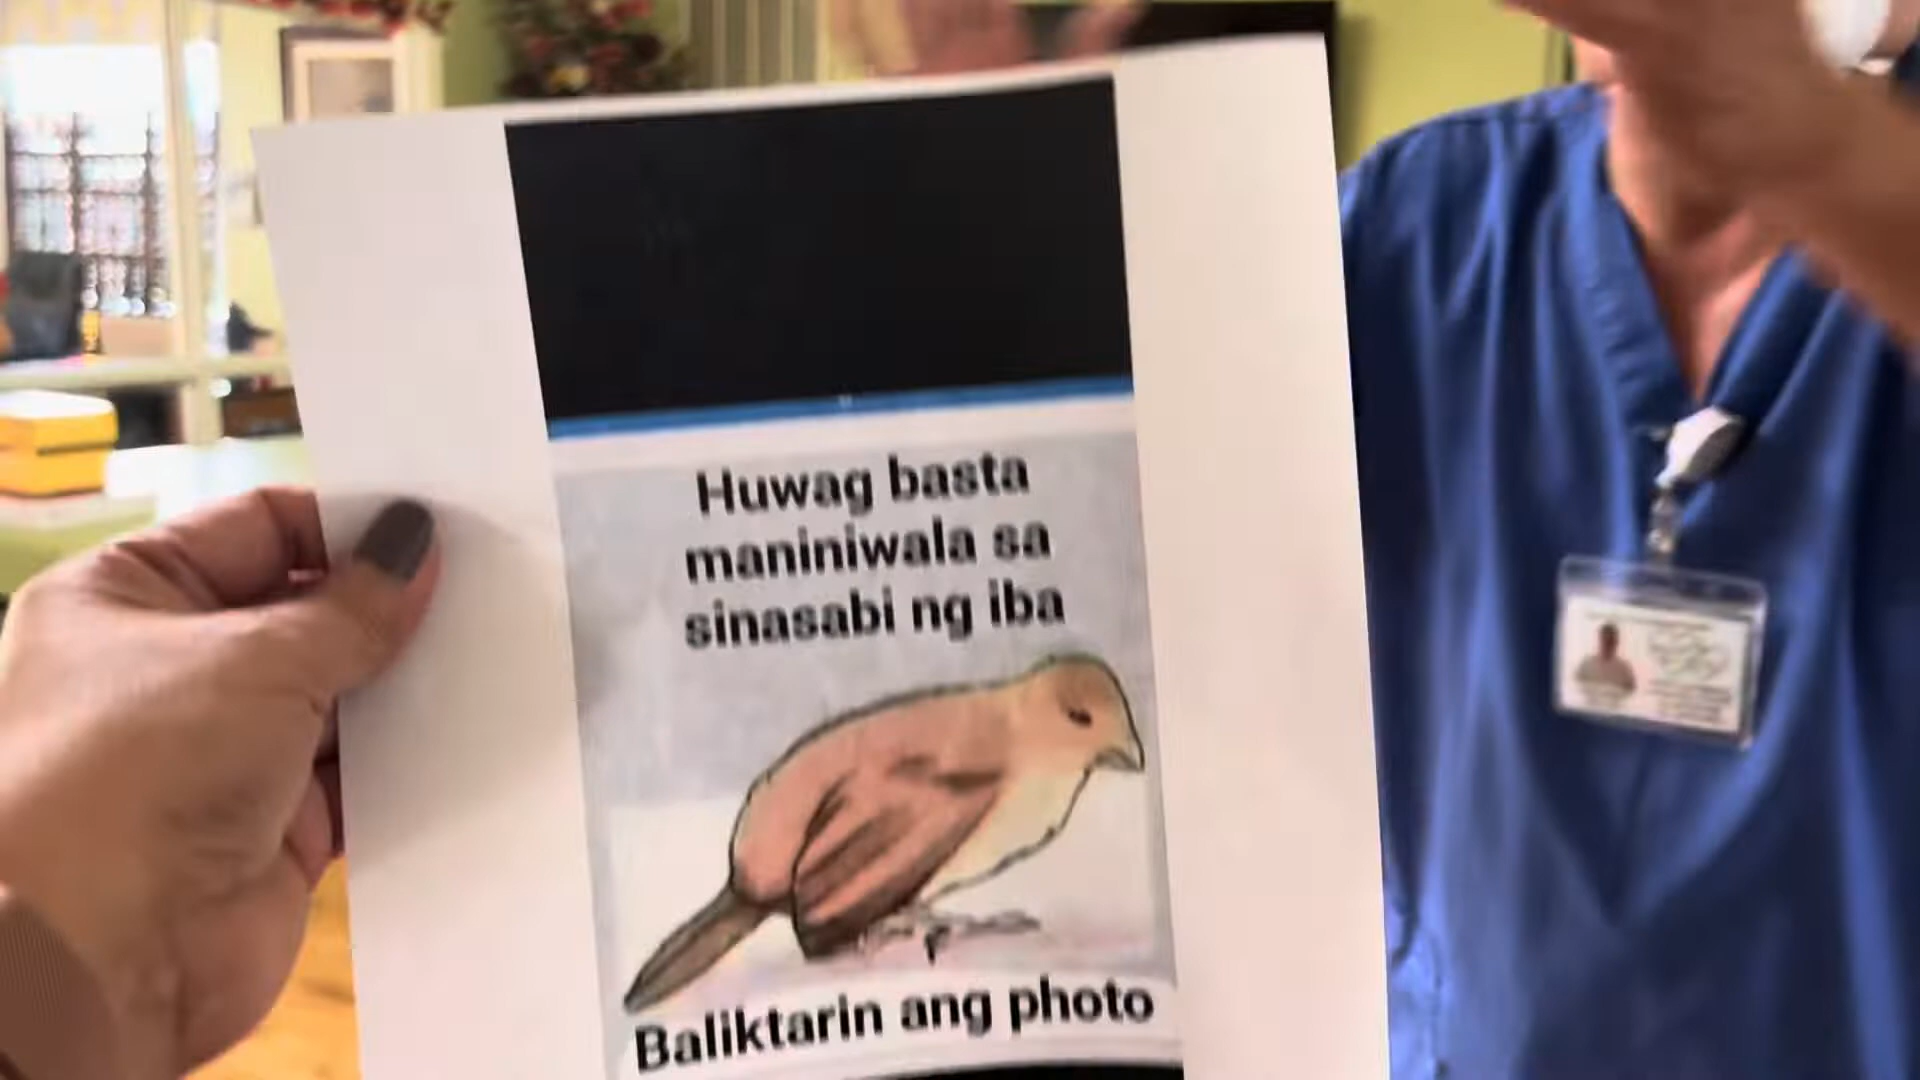 Huwag basta
maniniwala sa
sinasabi ng iba
Baliktarin ang photo